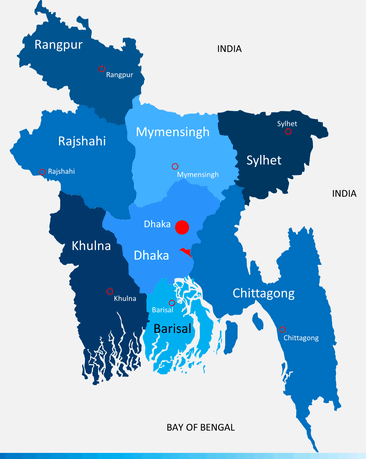 Rangpur
INDIA
Rangpur
Sylhet
Mymensingh
Rajshahi
Sylhet
Rajshahi
Mymensingh
INDIA
Dhaka
Khulna
Dhaka
Chittagong
Khulna
Barisal
Barisal
Chittagong
BAY OF BENGAL